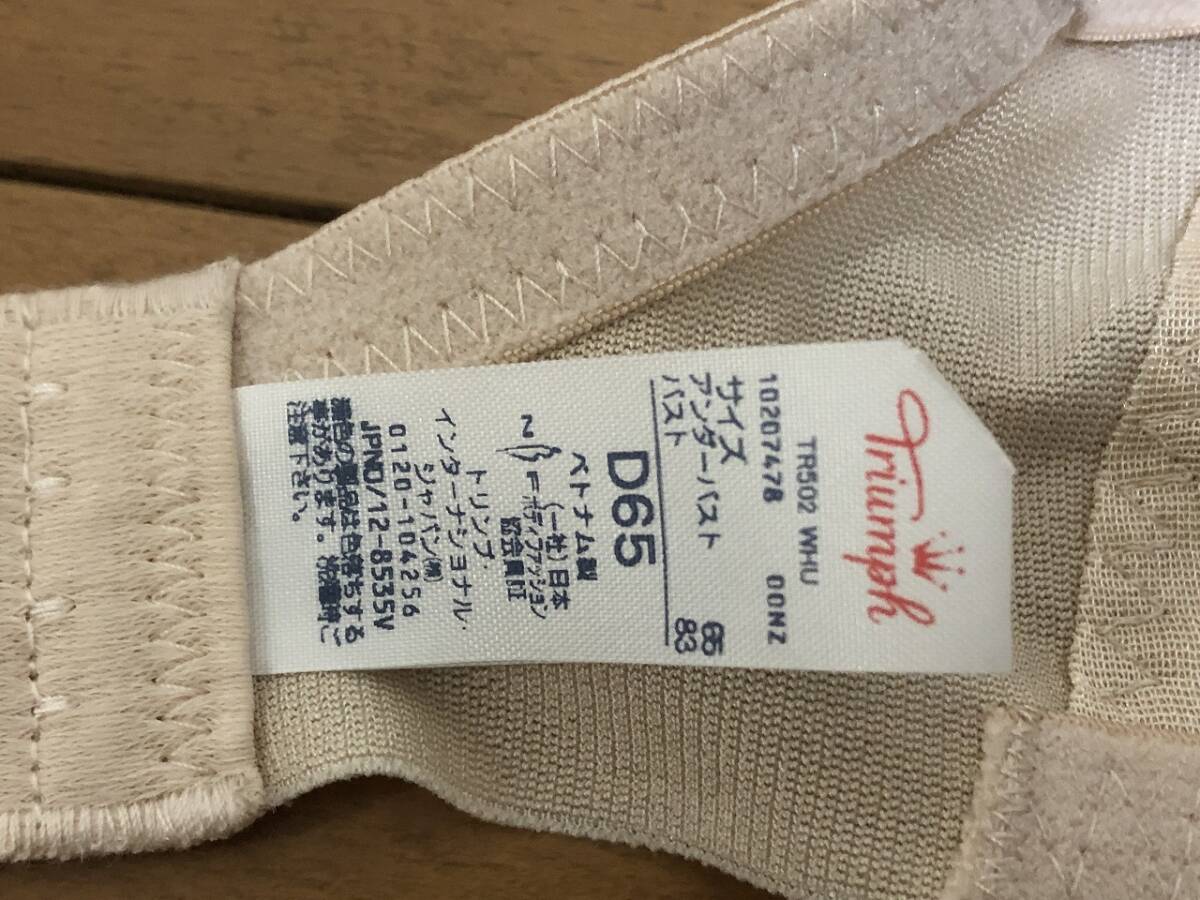 Triumph
TR502 WHU 00NZ
10207478
サイズ
アンダーバスト 65
バスト 83
D65
ベトナム製
(一社)日本
ボディファッション
協会員
トリンプ・
インターナショナル・
ジャパン㈱
0120-104256
JPN0/12-8535V
濃色の製品は色落ちする
事があります。洗濯時に
注意下さい。